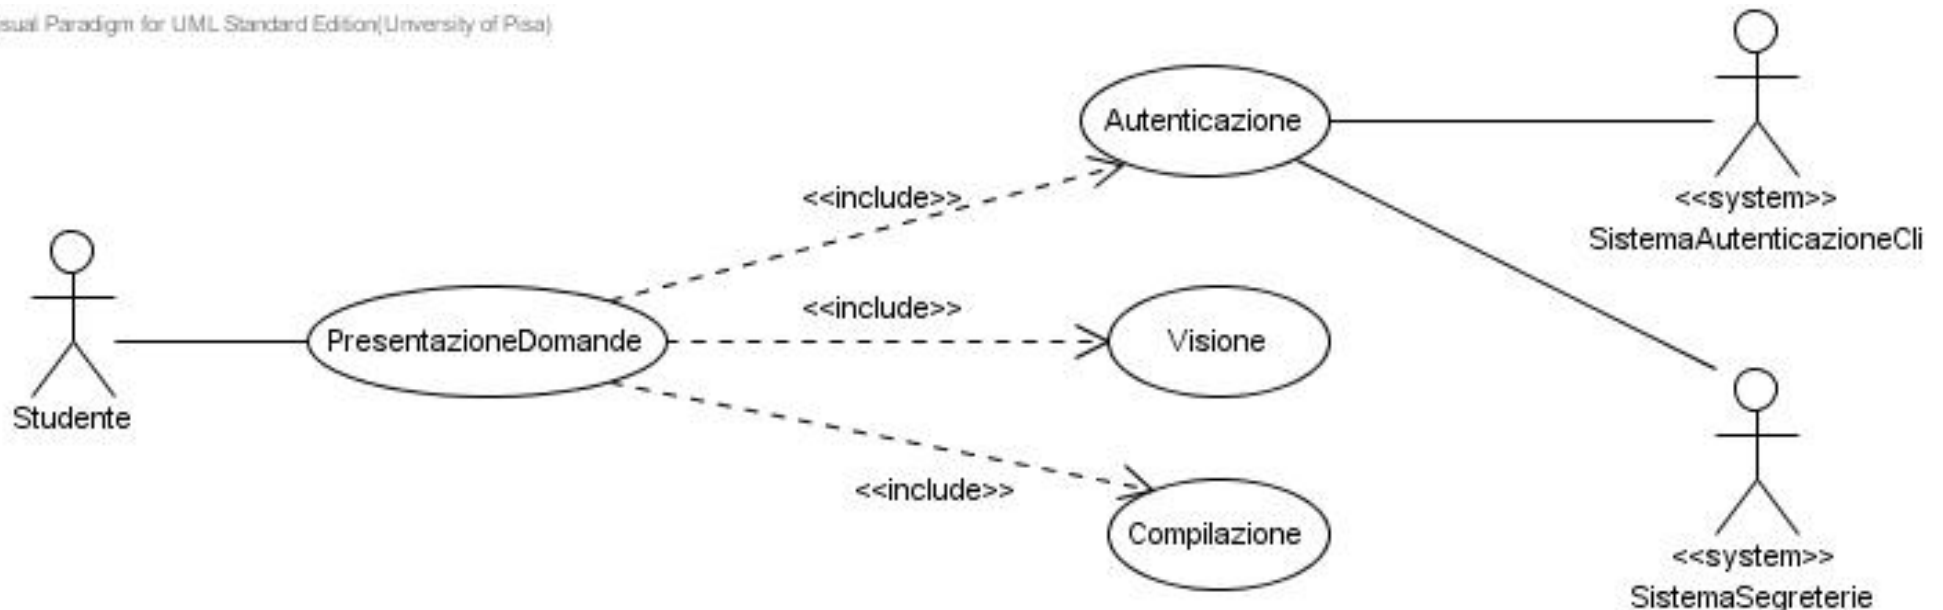 sual Paradigm for UML Standard Edition(Unversity of Pisa)
Autenticazione
<<system>>
SistemaAutenticazioneCli
<<include>>
<<include>>
PresentazioneDomande
Visione
Studente
<<include>>
Compilazione
<<system>>
SistemaSegreterie